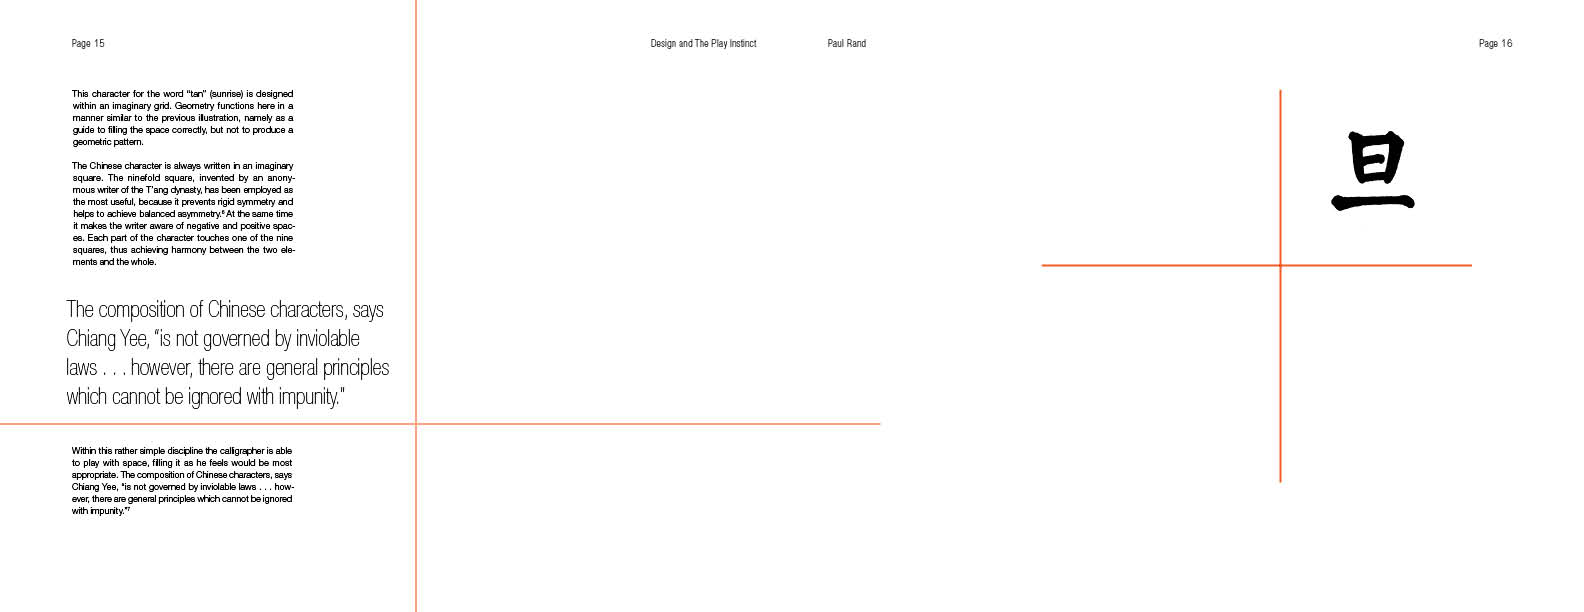 Page 15
Design and The Play Instinct
Paul Rand
Page 16
This character for the word “tan” (sunrise) is designed
within an imaginary grid. Geometry functions here in a
manner similar to the previous illustration, namely as a
guide to filling the space correctly, but not to produce a
geometric pattern.
The Chinese character is always written in an imaginary
square. The ninefold square, invented by an anony-
mous writer of the T’ang dynasty, has been employed as
the most useful, because it prevents rigid symmetry and
helps to achieve balanced asymmetry.⁶ At the same time
it makes the writer aware of negative and positive spac-
es. Each part of the character touches one of the nine
squares, thus achieving harmony between the two ele-
ments and the whole.
The composition of Chinese characters, says
Chiang Yee, “is not governed by inviolable
laws . . . however, there are general principles
which cannot be ignored with impunity."
Within this rather simple discipline the calligrapher is able
to play with space, filling it as he feels would be most
appropriate. The composition of Chinese characters, says
Chiang Yee, “is not governed by inviolable laws . . . how-
ever, there are general principles which cannot be ignored
with impunity.”⁷
旦